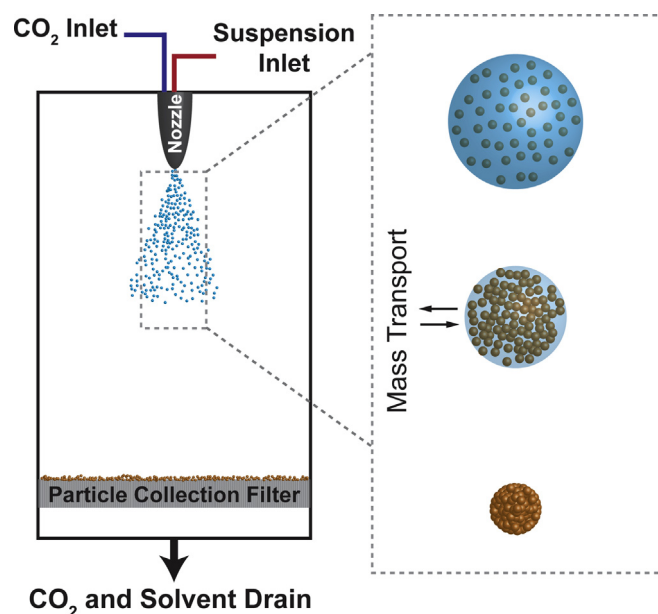 CO₂ Inlet
Suspension
Inlet
Nozzle
Mass Transport
Particle Collection Filter
CO₂ and Solvent Drain